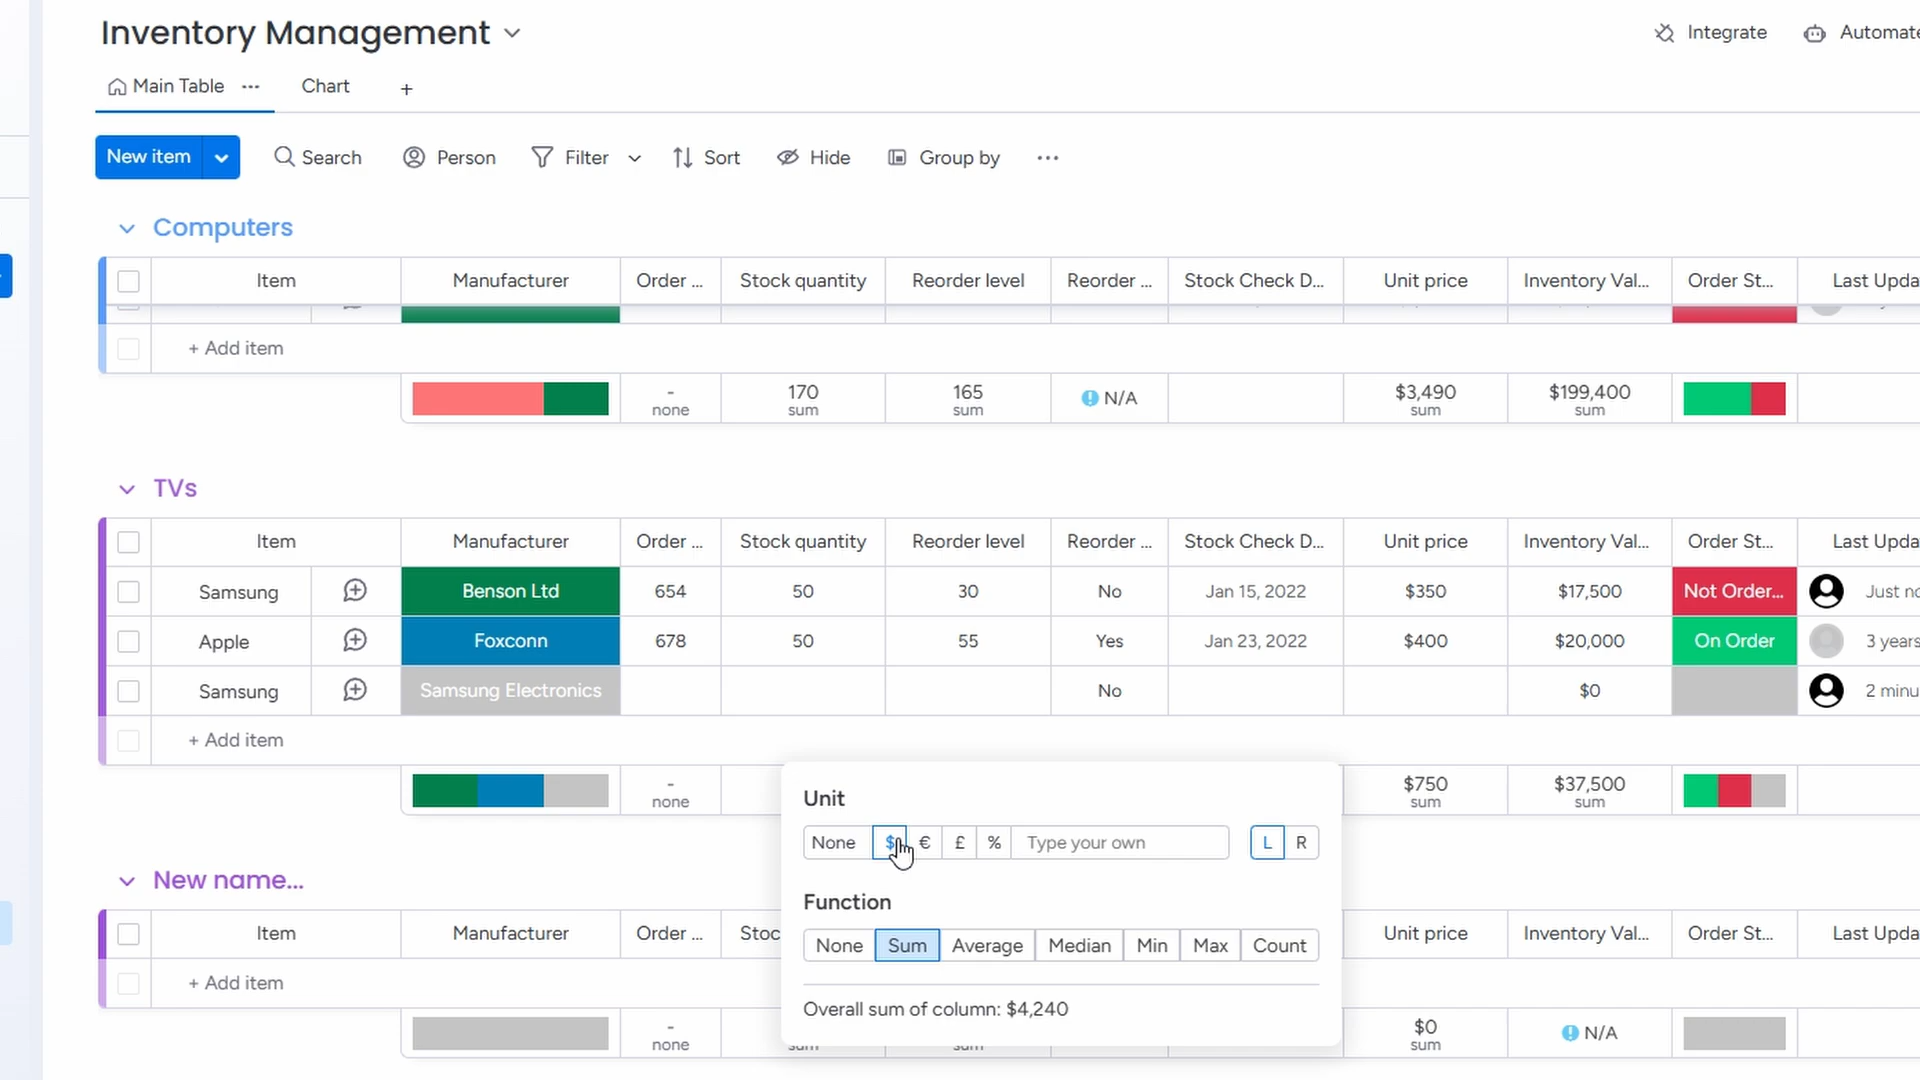 Inventory Management
Integrate
Automate
Main Table
Chart
+
New item
Search
Person
Filter
Sort
Hide
Group by
Computers
Item Manufacturer Order ... Stock quantity Reorder level Reorder ... Stock Check D... Unit price Inventory Val... Order St... Last Upda
+ Add item
- 170 165 N/A $3,490 $199,400
none sum sum sum sum
TVs
Item Manufacturer Order ... Stock quantity Reorder level Reorder ... Stock Check D... Unit price Inventory Val... Order St... Last Upda
Samsung Benson Ltd 654 50 30 No Jan 15, 2022 $350 $17,500 Not Order... Just no
Apple Foxconn 678 50 55 Yes Jan 23, 2022 $400 $20,000 On Order 3 years
Samsung Samsung Electronics No $0 2 minu
+ Add item
- $750 $37,500
none sum sum
Unit
None $ € £ % Type your own L R
Function
None Sum Average Median Min Max Count
Overall sum of column: $4,240
New name...
Item Manufacturer Order ... Stoc Unit price Inventory Val... Order St... Last Upda
+ Add item
- $0 N/A
none sum sum sum